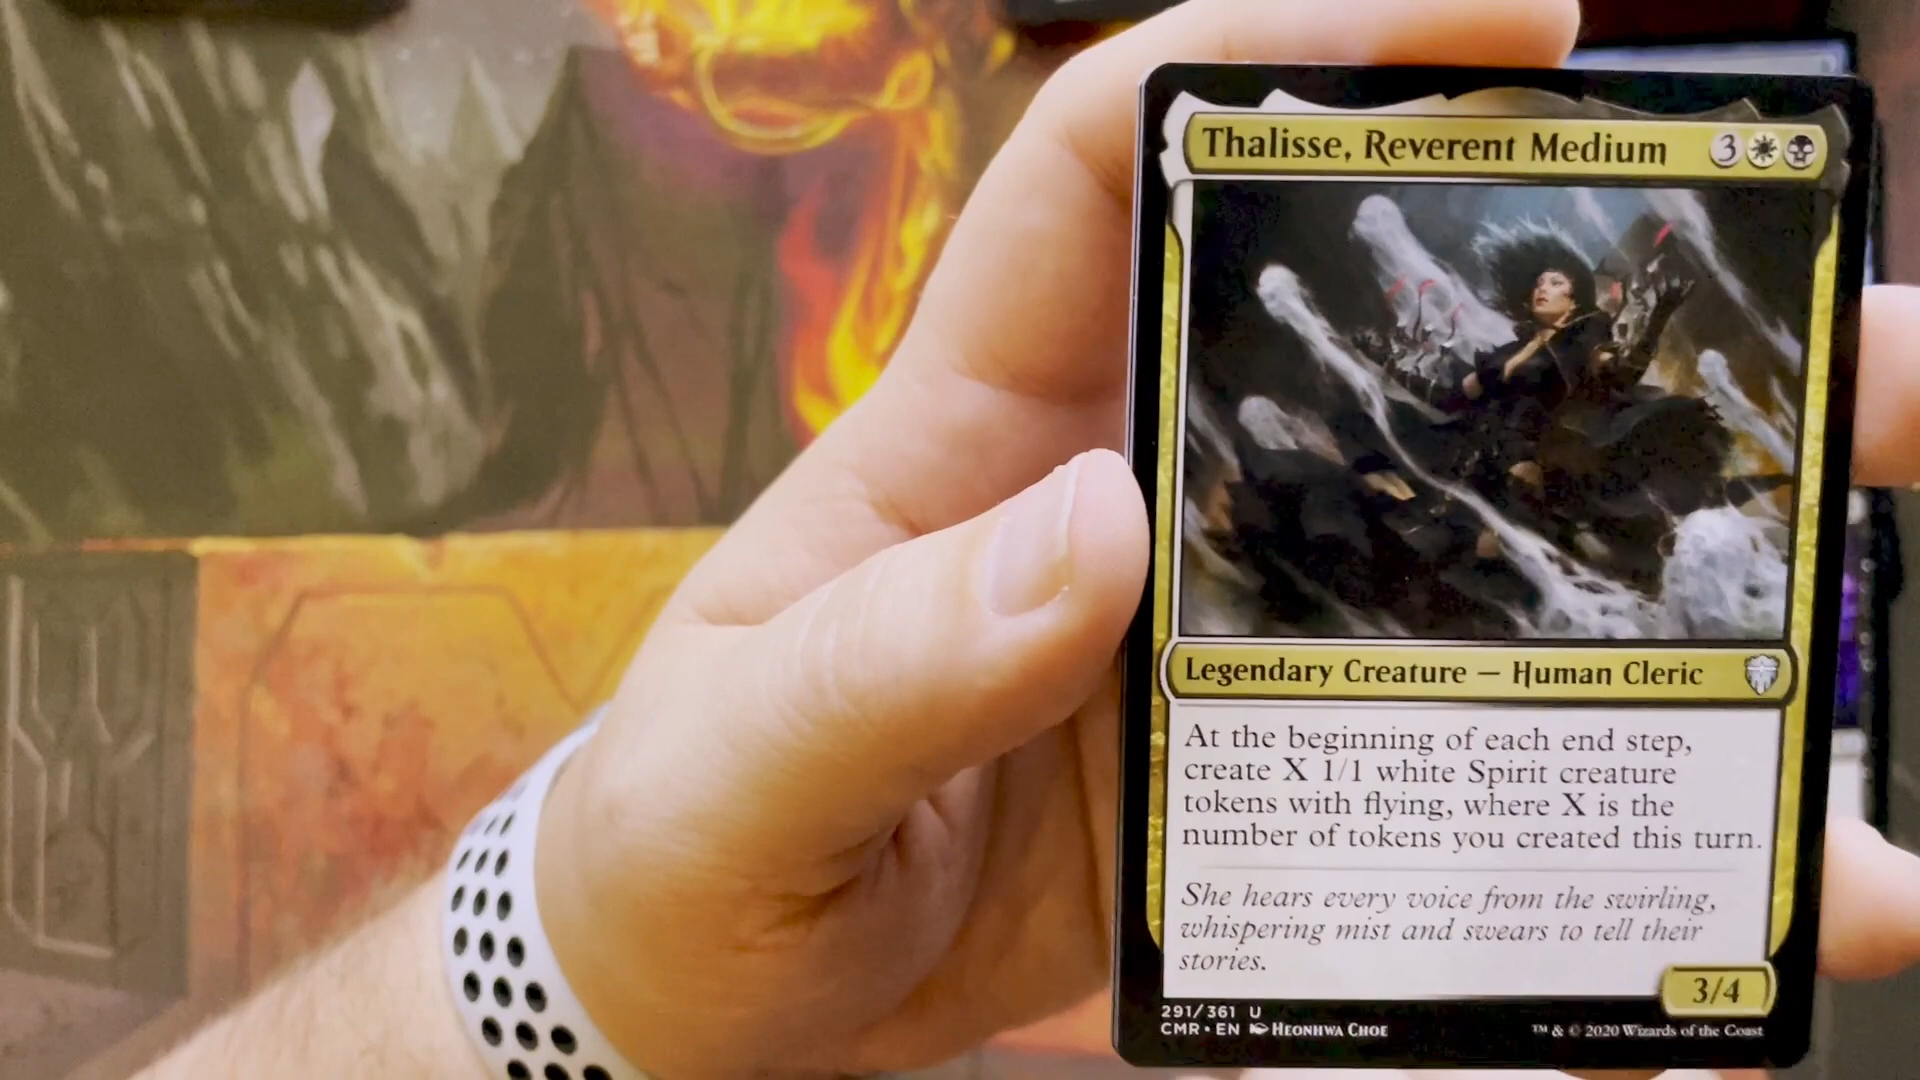 Thalisse, Reverent Medium 3
Legendary Creature — Human Cleric
At the beginning of each end step,
create X 1/1 white Spirit creature
tokens with flying, where X is the
number of tokens you created this turn.
She hears every voice from the swirling,
whispering mist and swears to tell their
stories.
3/4
291/361 U
CMR • EN Heonhwa Choe
™ & © 2020 Wizards of the Coast